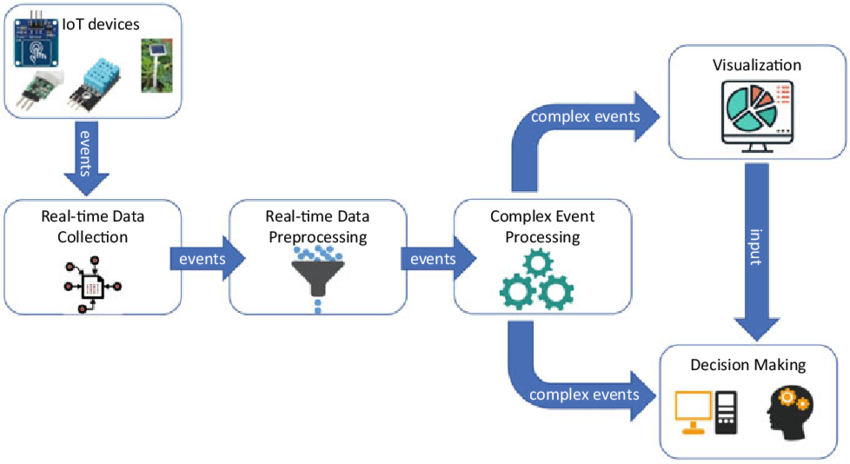 IoT devices
events
Real-time Data
Collection
events
Real-time Data
Preprocessing
events
Complex Event
Processing
complex events
Visualization
input
complex events
Decision Making